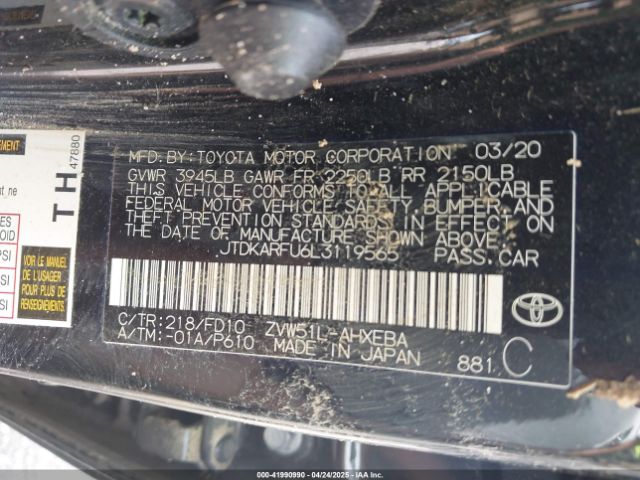 MFD.BY:TOYOTA MOTOR CORPORATION 03/20
GVWR 3945LB GAWR FR 2250LB RR 2150LB
THIS VEHICLE CONFORMS TO ALL APPLICABLE
FEDERAL MOTOR VEHICLE SAFETY, BUMPER, AND
THEFT PREVENTION STANDARDS IN EFFECT ON
THE DATE OF MANUFACTURE SHOWN ABOVE.
JTDKARFU6L3119565 PASS.CAR
C/TR:218/FD10 ZVW51L-AHXEBA
A/TM:-01A/P610 MADE IN JAPAN 881 C
TH
47880
VOIR LE MANUEL
DE L'USAGER
POUR PLUS DE
RENSEIGNEMENTS
000-41990990 04/24/2025 IAAI.COM